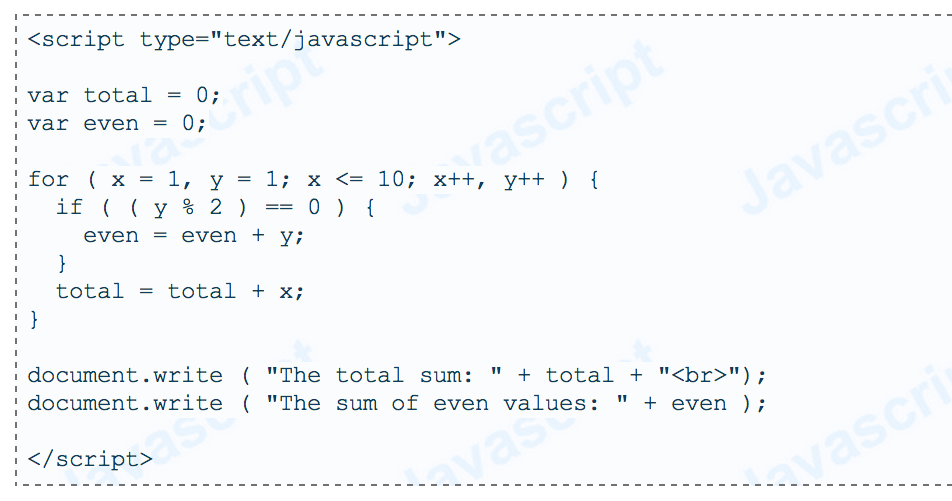 <script type="text/javascript">
var total = 0;
var even = 0;
for ( x = 1, y = 1; x <= 10; x++, y++ ) {
  if ( ( y % 2 ) == 0 ) {
    even = even + y;
  }
  total = total + x;
}
document.write ( "The total sum: " + total + "<br>");
document.write ( "The sum of even values: " + even );
</script>
Javascript
Javascript
Javascript
Javascript
Javascript
Javascript